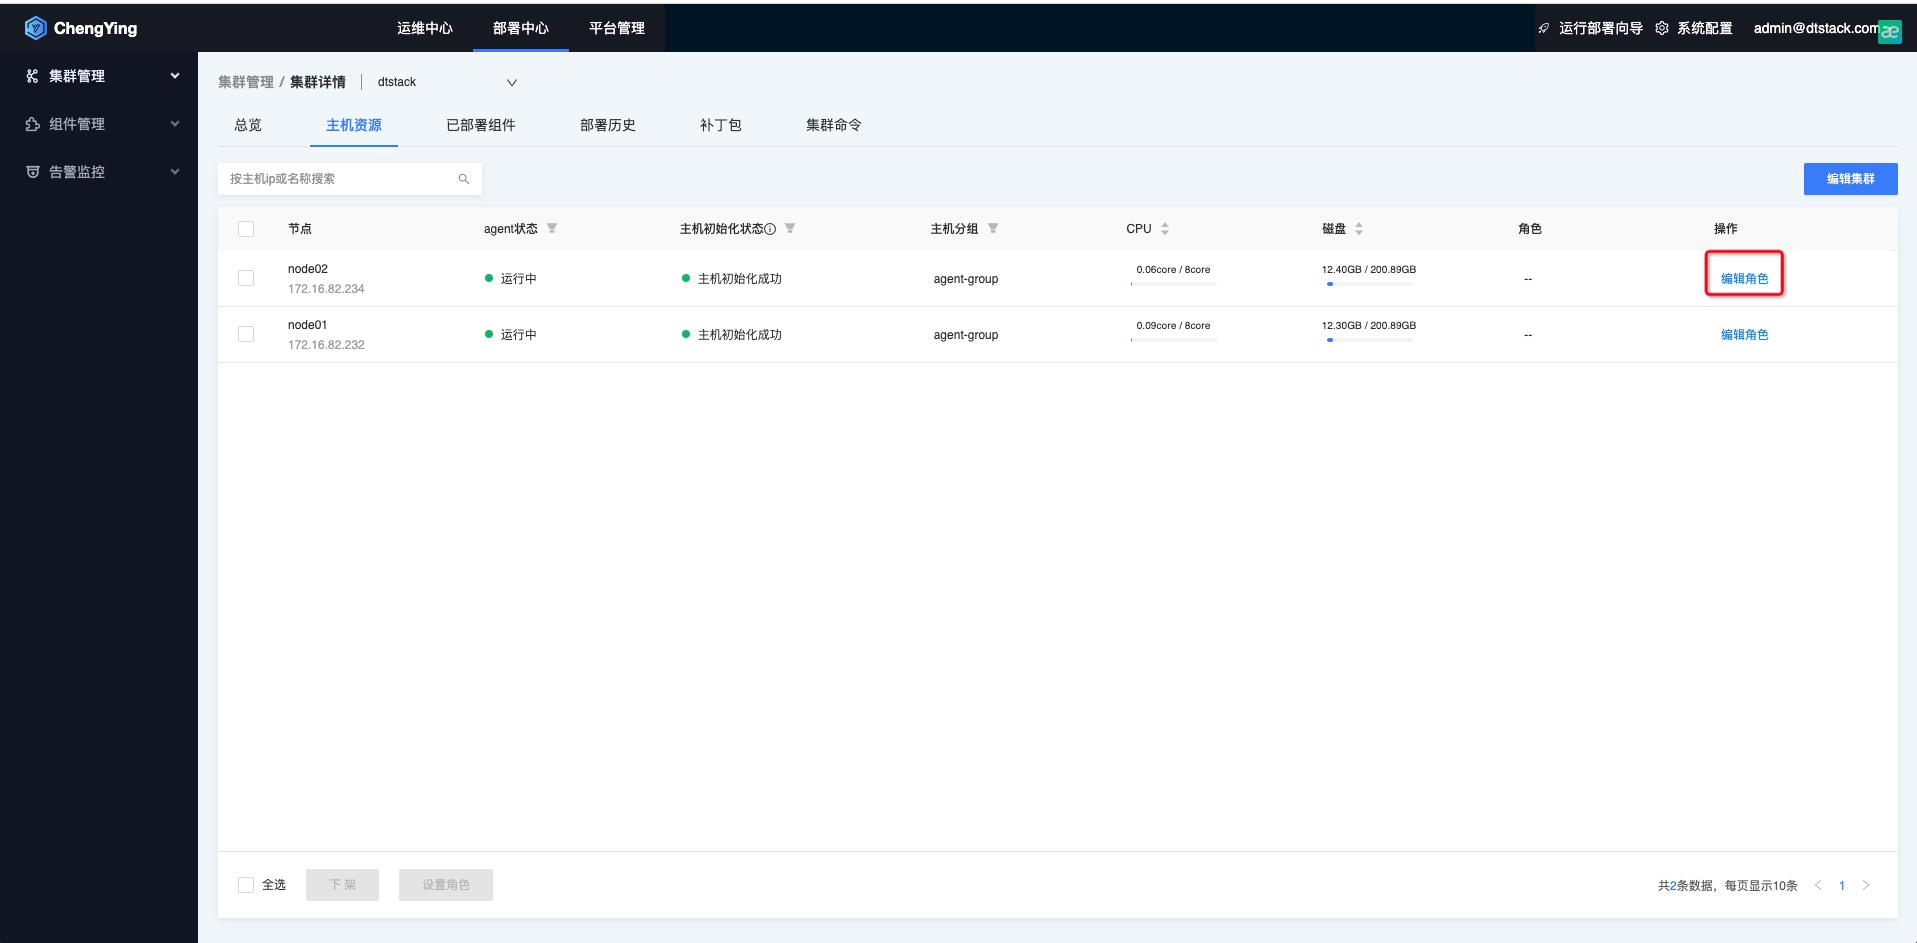 ChengYing 运维中心 部署中心 平台管理 运行部署向导 系统配置 admin@dtstack.com
集群管理
组件管理
告警监控
集群管理 / 集群详情 dtstack
总览 主机资源 已部署组件 部署历史 补丁包 集群命令
按主机ip或名称搜索 编辑集群
节点 agent状态 主机初始化状态 主机分组 CPU 磁盘 角色 操作
node02
172.16.82.234
运行中 主机初始化成功 agent-group 0.06core / 8core 12.40GB / 200.89GB -- 编辑角色
node01
172.16.82.232
运行中 主机初始化成功 agent-group 0.09core / 8core 12.30GB / 200.89GB -- 编辑角色
全选 下 架 设置角色 共2条数据，每页显示10条 < 1 >